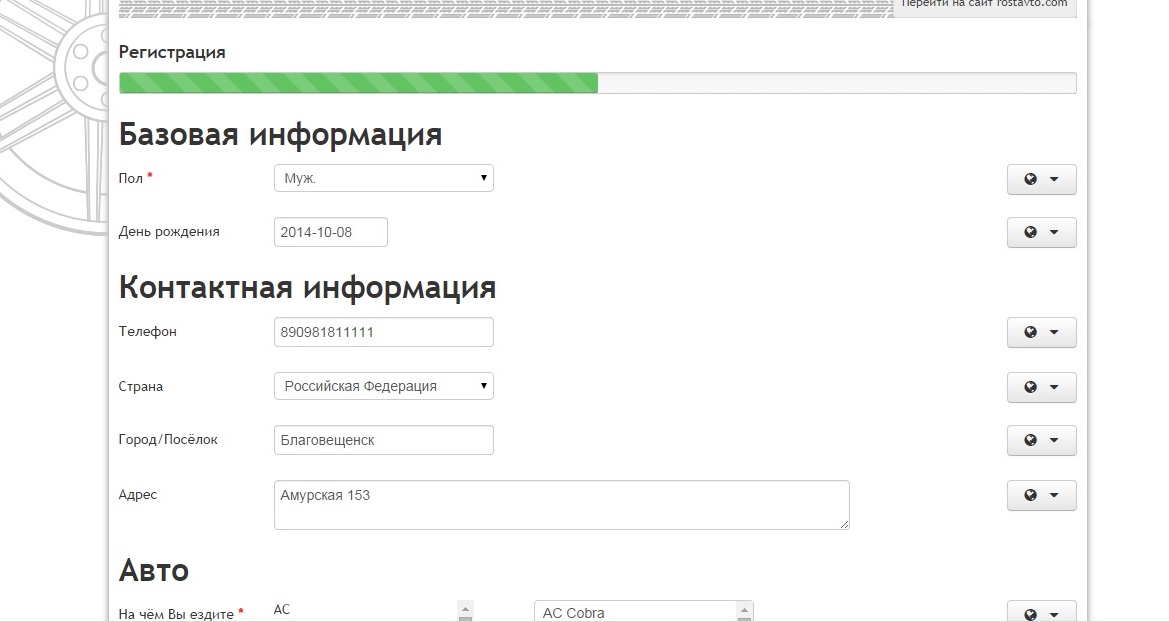 Перейти на сайт rostavto.com
Регистрация
Базовая информация
Пол * Муж.
День рождения 2014-10-08
Контактная информация
Телефон 890981811111
Страна Российская Федерация
Город/Посёлок Благовещенск
Адрес Амурская 153
Авто
На чём Вы ездите * AC AC Cobra